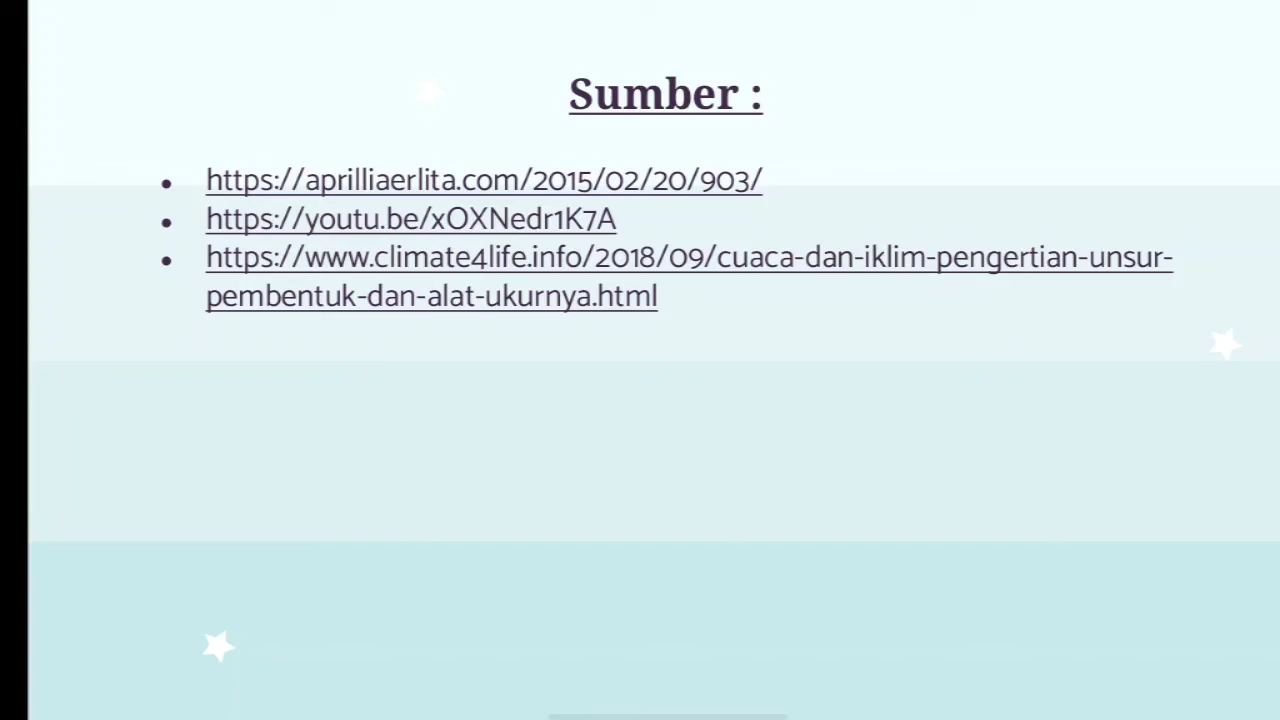 Sumber :
• https://aprilliaerlita.com/2015/02/20/903/
• https://youtu.be/xOXNedr1K7A
• https://www.climate4life.info/2018/09/cuaca-dan-iklim-pengertian-unsur-
pembentuk-dan-alat-ukurnya.html